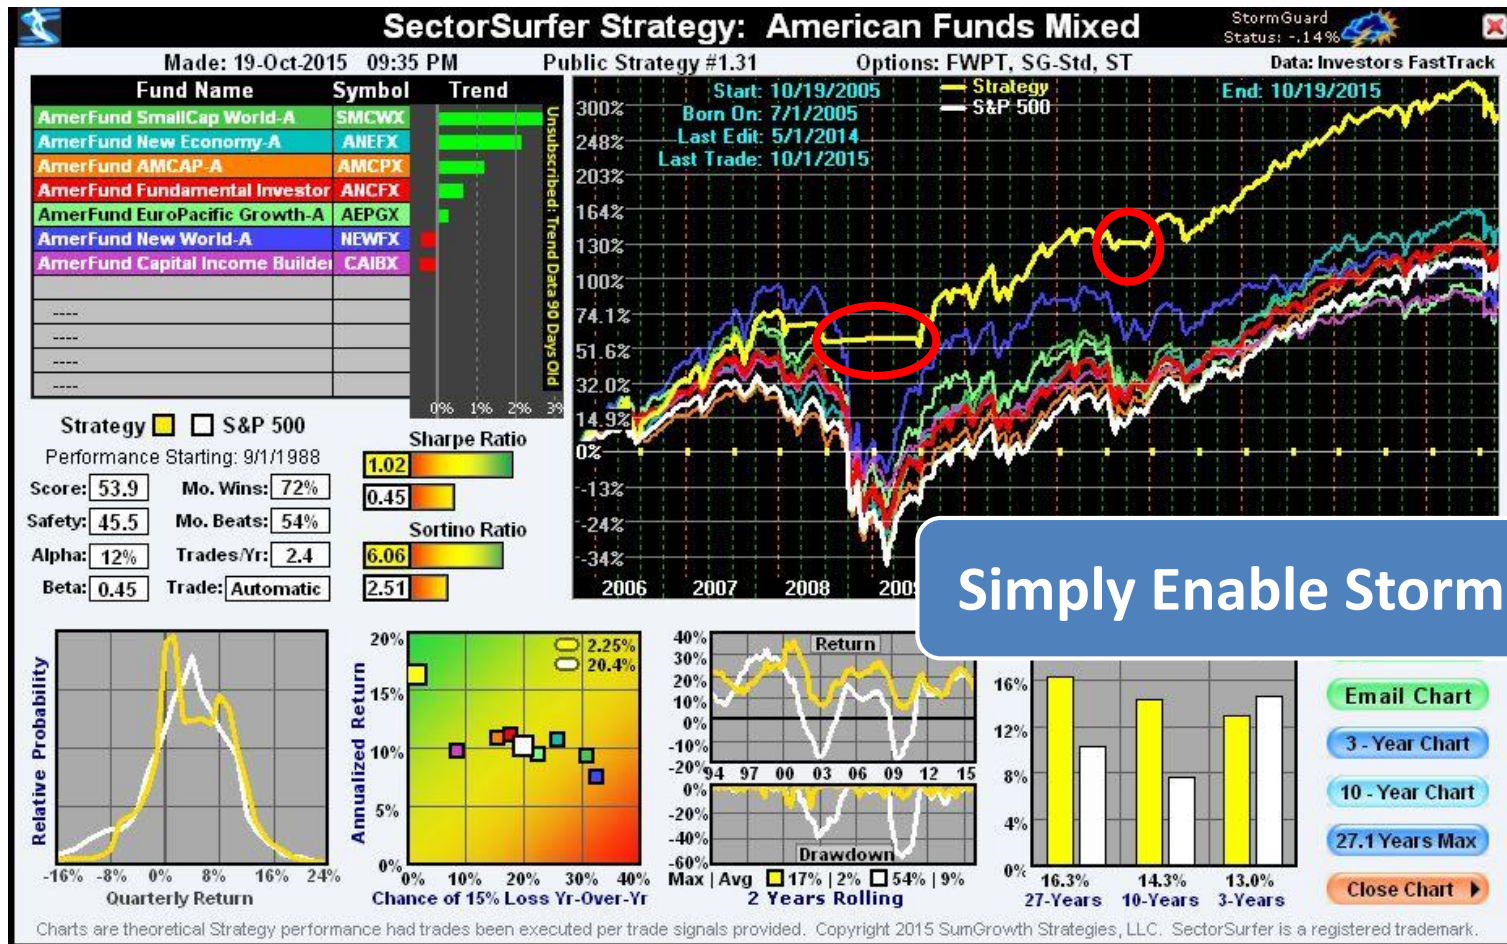 SectorSurfer Strategy: American Funds Mixed
StormGuard
Status: -.14%
Made: 19-Oct-2015 09:35 PM
Public Strategy #1.31
Options: FWPT, SG-Std, ST
Data: Investors FastTrack
Fund Name Symbol Trend
AmerFund SmallCap World-A SMCWX
AmerFund New Economy-A ANEFX
AmerFund AMCAP-A AMCPX
AmerFund Fundamental Investor ANCFX
AmerFund EuroPacific Growth-A AEPGX
AmerFund New World-A NEWFX
AmerFund Capital Income Builder CAIBX
----
----
----
----
0% 1% 2% 3%
Unsubscribed: Trend Data 90 Days Old
Start: 10/19/2005
Born On: 7/1/2005
Last Edit: 5/1/2014
Last Trade: 10/1/2015
Strategy
S&P 500
End: 10/19/2015
300%
248%
203%
164%
130%
100%
74.1%
51.6%
32.0%
14.9%
0%
-13%
-24%
-34%
2006 2007 2008 2009
Simply Enable Storm
Strategy S&P 500
Performance Starting: 9/1/1988
Score: 53.9 Mo. Wins: 72%
Safety: 45.5 Mo. Beats: 54%
Alpha: 12% Trades/Yr: 2.4
Beta: 0.45 Trade: Automatic
Sharpe Ratio
1.02
0.45
Sortino Ratio
6.06
2.51
Relative Probability
-16% -8% 0% 8% 16% 24%
Quarterly Return
Annualized Return
20%
15%
10%
5%
0%
2.25%
20.4%
0% 10% 20% 30% 40%
Chance of 15% Loss Yr-Over-Yr
Return
40%
30%
20%
10%
0%
-10%
-20%
94 97 00 03 06 09 12 15
0%
-20%
-40%
-60%
Drawdown
Max | Avg 17% | 2% 54% | 9%
2 Years Rolling
16%
12%
8%
4%
0%
16.3% 14.3% 13.0%
27-Years 10-Years 3-Years
Email Chart
3 - Year Chart
10 - Year Chart
27.1 Years Max
Close Chart
Charts are theoretical Strategy performance had trades been executed per trade signals provided. Copyright 2015 SumGrowth Strategies, LLC. SectorSurfer is a registered trademark.